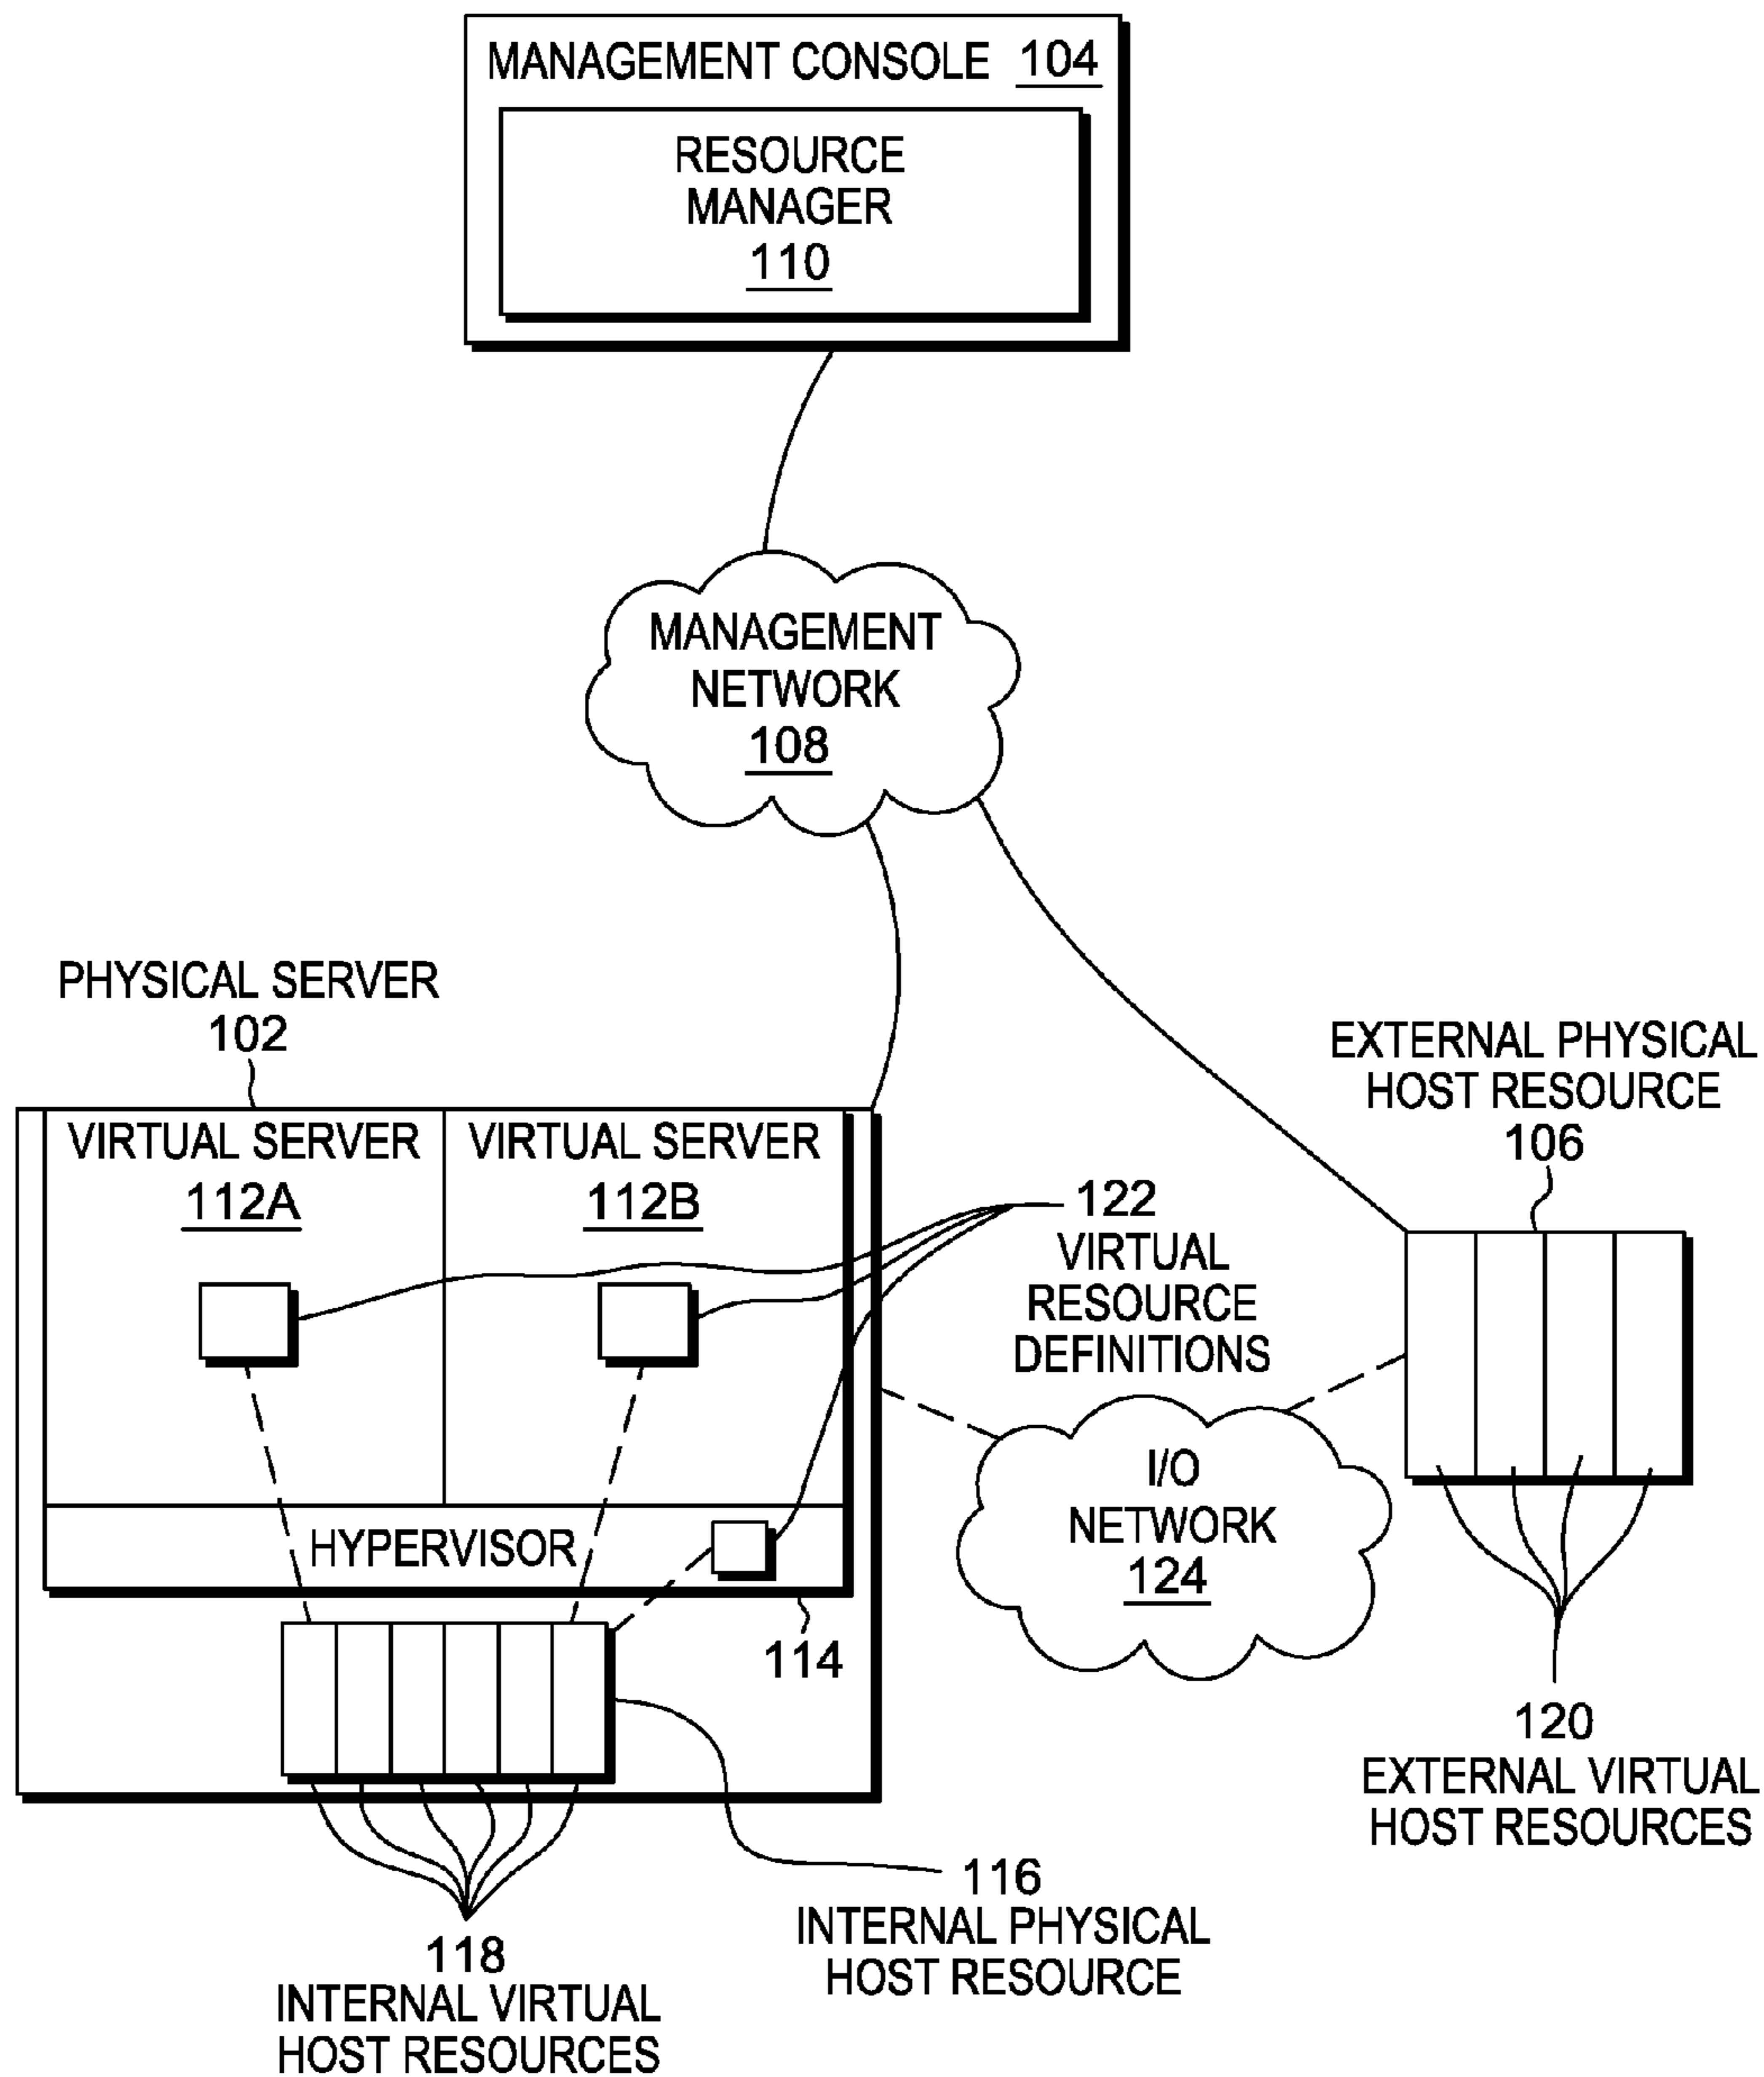 MANAGEMENT CONSOLE 104
RESOURCE
MANAGER
110
MANAGEMENT
NETWORK
108
PHYSICAL SERVER
102
EXTERNAL PHYSICAL
HOST RESOURCE
106
VIRTUAL SERVER
112A
VIRTUAL SERVER
112B
122
VIRTUAL
RESOURCE
DEFINITIONS
I/O
NETWORK
124
HYPERVISOR
114
120
EXTERNAL VIRTUAL
HOST RESOURCES
116
INTERNAL PHYSICAL
HOST RESOURCE
118
INTERNAL VIRTUAL
HOST RESOURCES